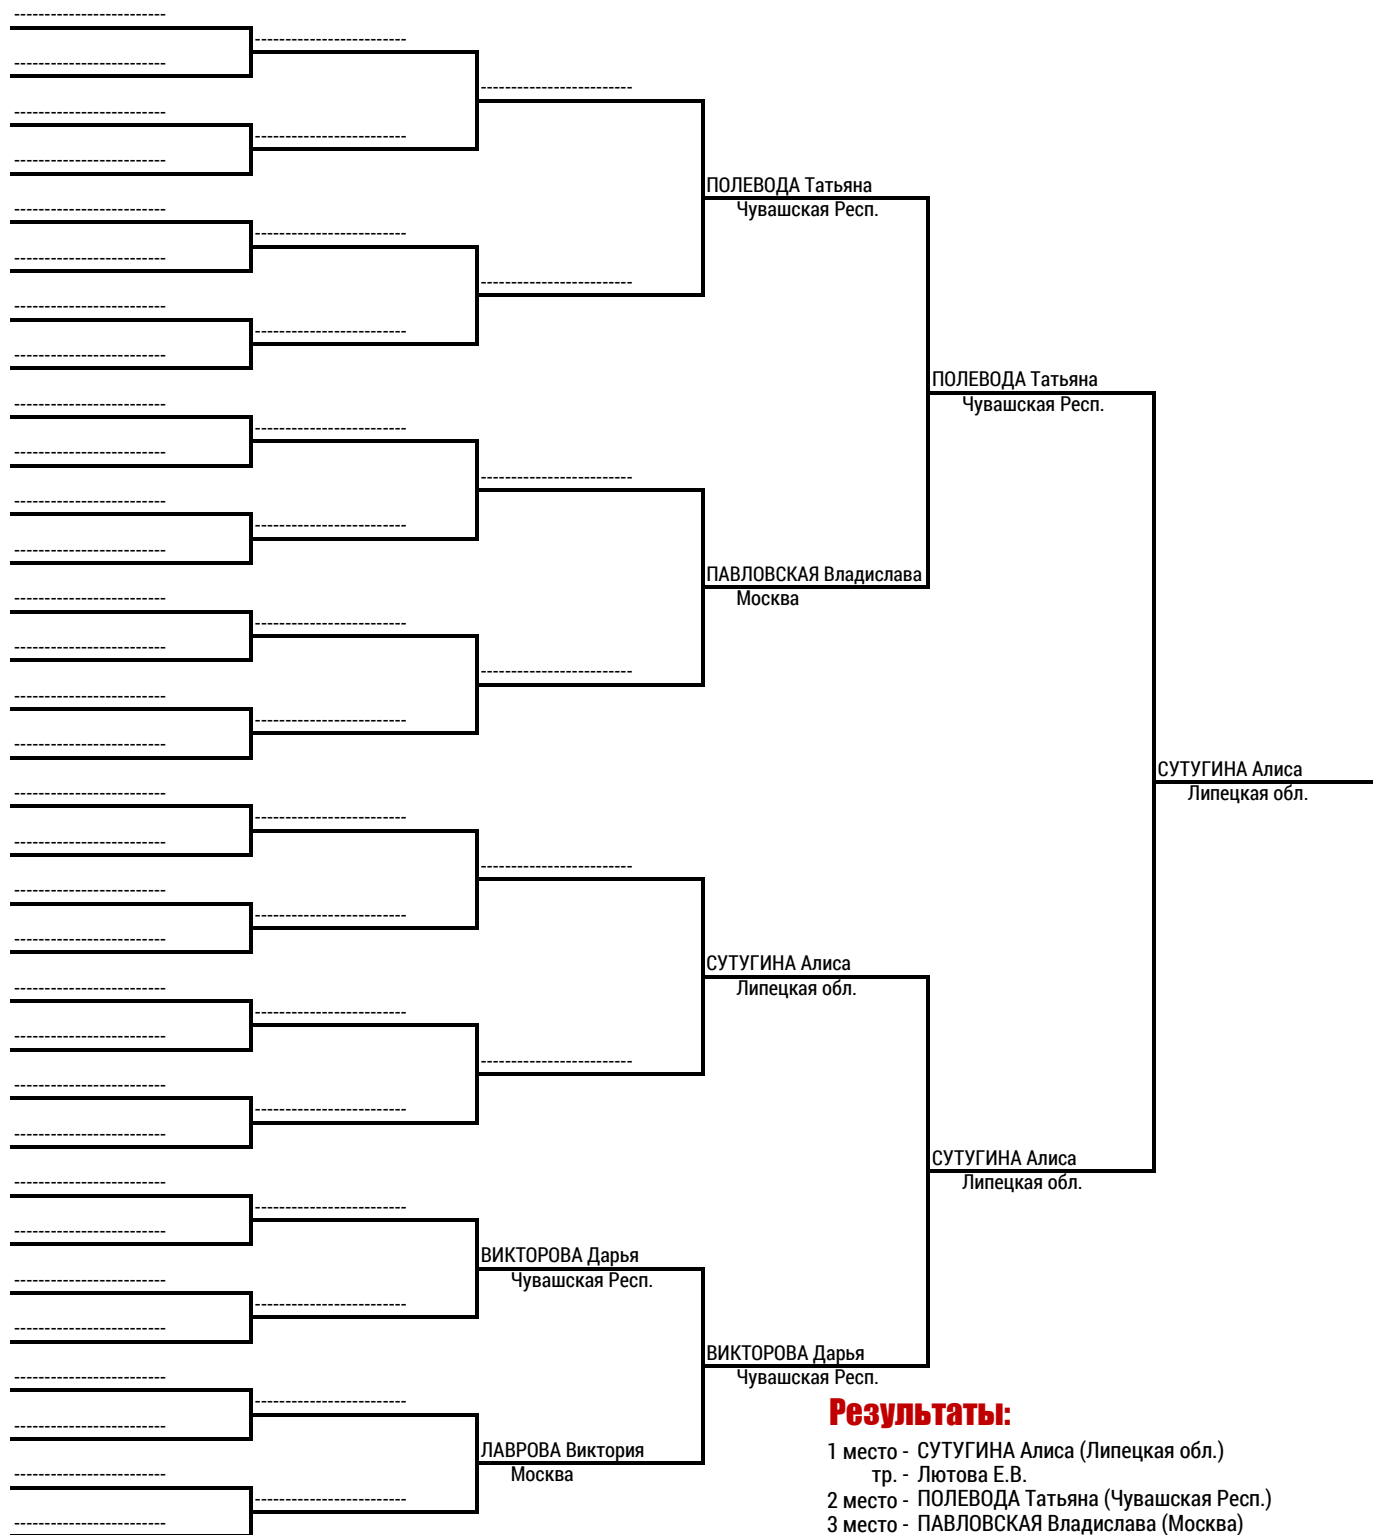 ПОЛЕВОДА Татьяна
Чувашская Респ.
ПОЛЕВОДА Татьяна
Чувашская Респ.
ПАВЛОВСКАЯ Владислава
Москва
СУТУГИНА Алиса
Липецкая обл.
СУТУГИНА Алиса
Липецкая обл.
СУТУГИНА Алиса
Липецкая обл.
ВИКТОРОВА Дарья
Чувашская Респ.
ВИКТОРОВА Дарья
Чувашская Респ.
ЛАВРОВА Виктория
Москва
Результаты:
1 место - СУТУГИНА Алиса (Липецкая обл.)
тр. - Лютова Е.В.
2 место - ПОЛЕВОДА Татьяна (Чувашская Респ.)
3 место - ПАВЛОВСКАЯ Владислава (Москва)